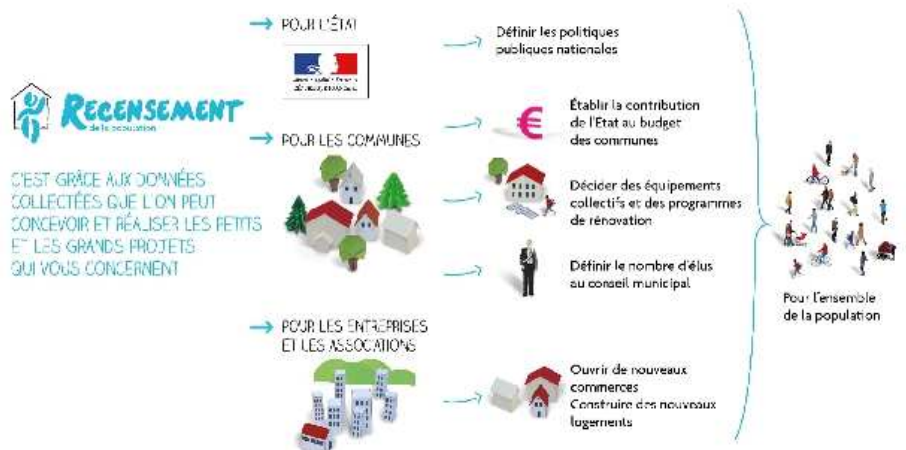 RECENSEMENT
de la population
C'EST GRÂCE AUX DONNÉES
COLLECTÉES QUE L'ON PEUT
CONCEVOIR ET RÉALISER LES PETITS
ET LES GRANDS PROJETS
QUI VOUS CONCERNENT
→ POUR L'ÉTAT
Définir les politiques
publiques nationales
→ POUR LES COMMUNES
€
Établir la contribution
de l'Etat au budget
des communes
Décider des équipements
collectifs et des programmes
de rénovation
Définir le nombre d'élus
au conseil municipal
→ POUR LES ENTREPRISES
ET LES ASSOCIATIONS
Ouvrir de nouveaux
commerces
Construire des nouveaux
logements
Pour l'ensemble
de la population